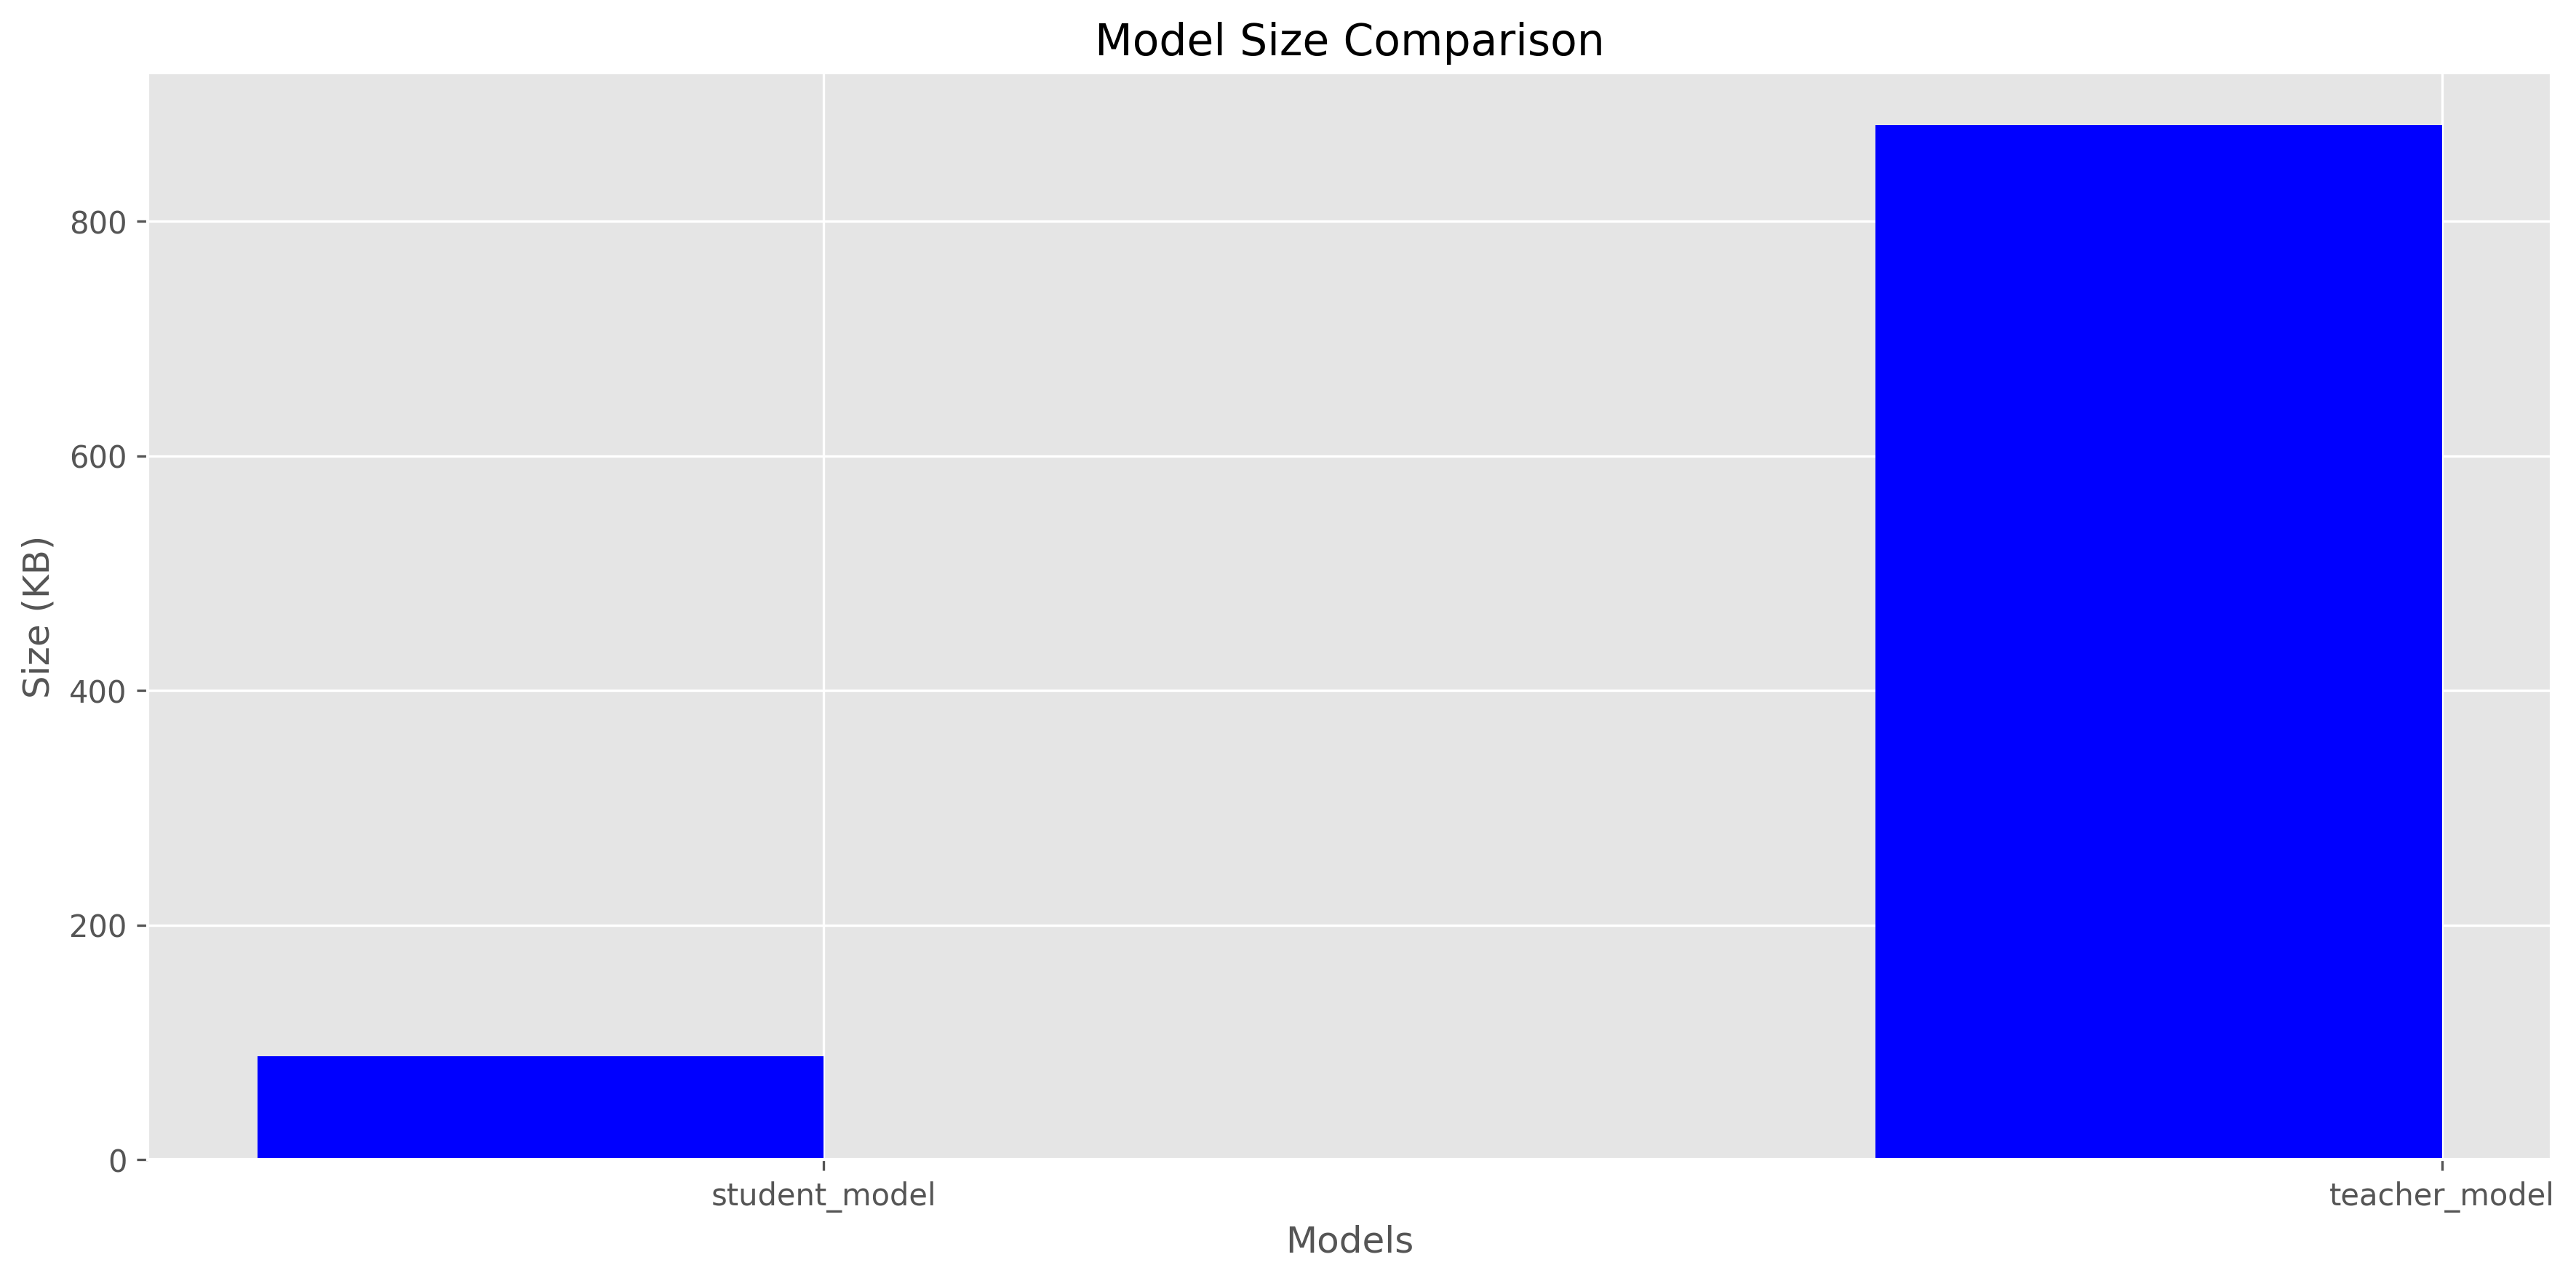 Model Size Comparison
Size (KB)
800
600
400
200
0
student_model
teacher_model
Models